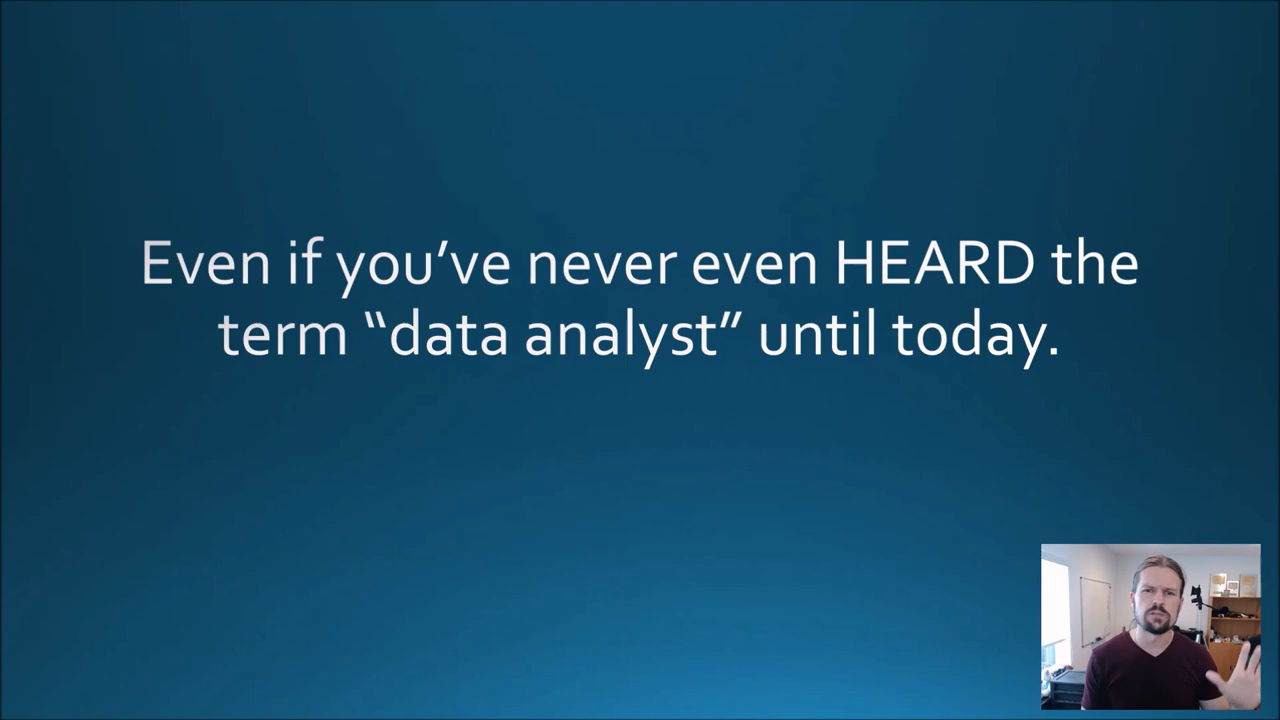 Even if you’ve never even HEARD the
term “data analyst” until today.